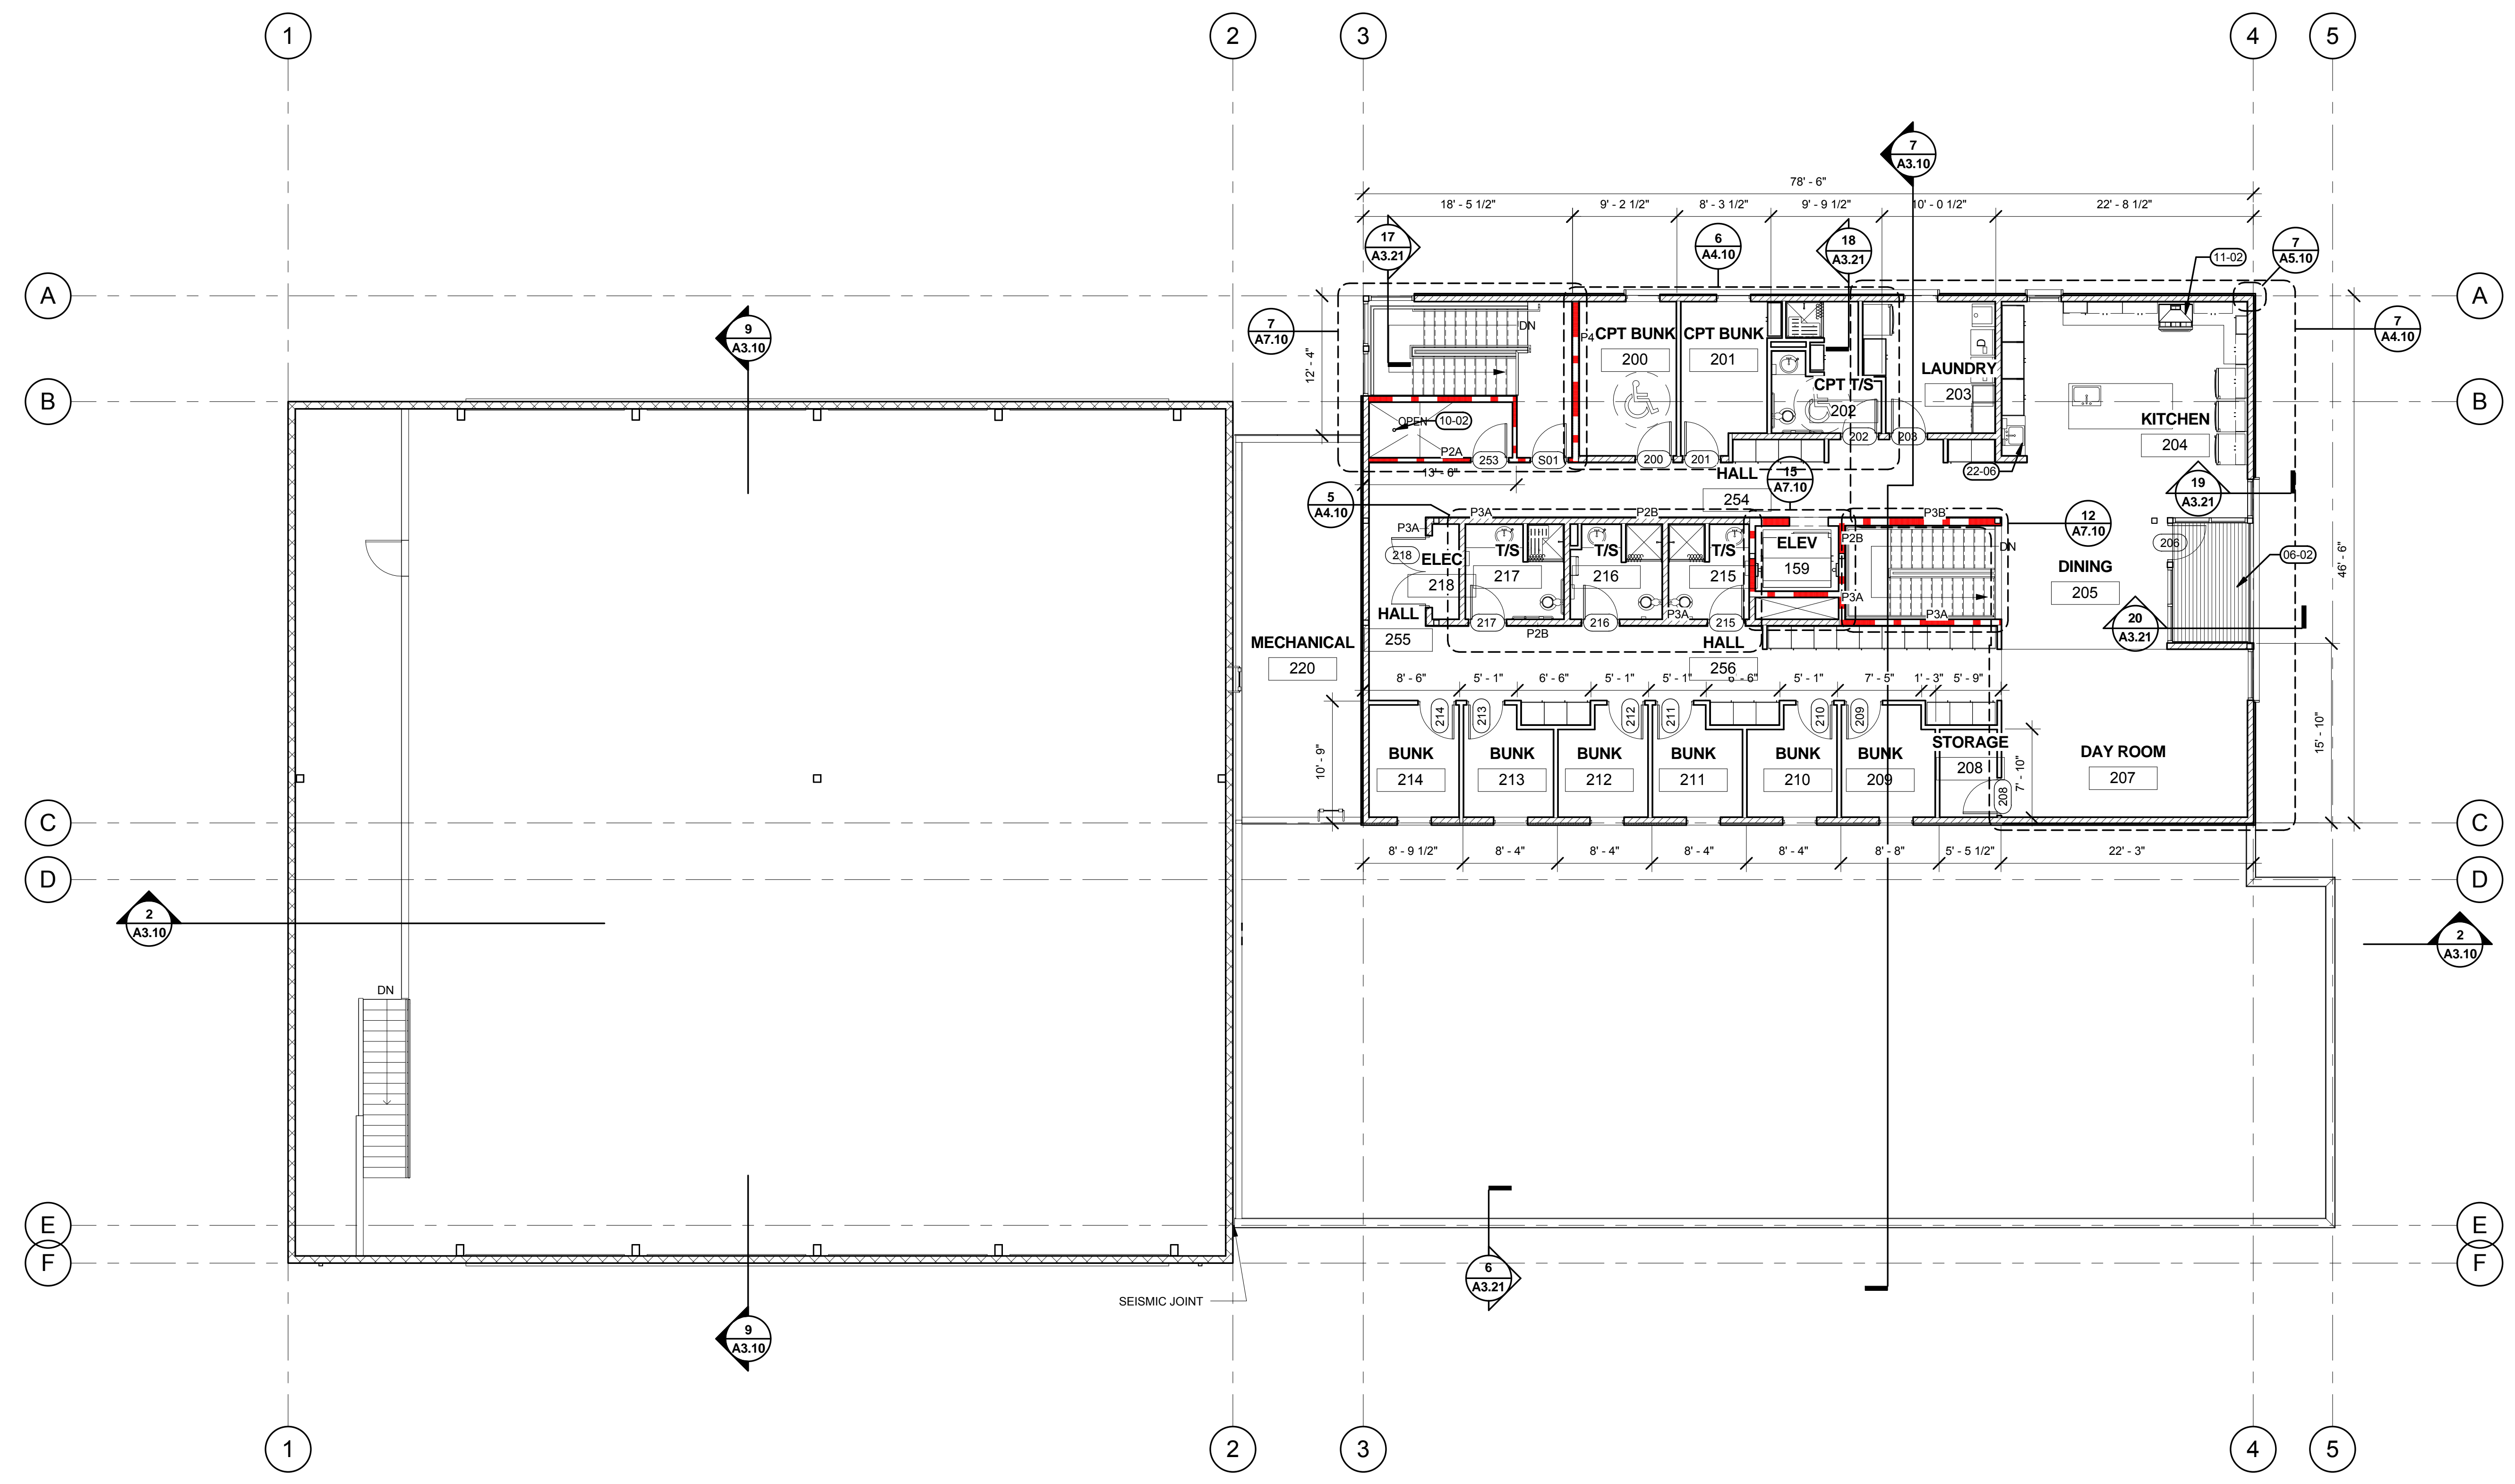 1
2
3
4
5
7
A3.10
78' - 6"
18' - 5 1/2"
9' - 2 1/2"
8' - 3 1/2"
9' - 9 1/2"
10' - 0 1/2"
22' - 8 1/2"
17
A3.21
6
A4.10
18
A3.21
11-02
7
A5.10
A
A
9
A3.10
7
A7.10
DN
P4
CPT BUNK
200
CPT BUNK
201
D
7
A4.10
12' - 4"
LAUNDRY
203
CPT T/S
202
B
B
OPEN
10-02
KITCHEN
204
P2A
253
S01
200
201
202
203
13' - 6"
HALL
254
15
A7.10
22-06
19
A3.21
5
A4.10
P3A
P3A
P2B
P3B
12
A7.10
218
ELEC
218
T/S
217
T/S
216
T/S
215
ELEV
159
P2B
DN
206
06-02
DINING
205
46' - 6"
P3A
P3A
P3A
HALL
255
217
P2B
216
215
20
A3.21
MECHANICAL
220
HALL
256
8' - 6"
5' - 1"
6' - 6"
5' - 1"
5' - 1"
6' - 6"
5' - 1"
7' - 5"
1' - 3"
5' - 9"
214
213
212
211
210
209
10' - 9"
15' - 10"
BUNK
214
BUNK
213
BUNK
212
BUNK
211
BUNK
210
BUNK
209
STORAGE
208
7' - 10"
208
DAY ROOM
207
C
C
8' - 9 1/2"
8' - 4"
8' - 4"
8' - 4"
8' - 4"
8' - 8"
5' - 5 1/2"
22' - 3"
D
D
2
A3.10
2
A3.10
DN
E
E
F
F
6
A3.21
SEISMIC JOINT
9
A3.10
1
2
3
4
5